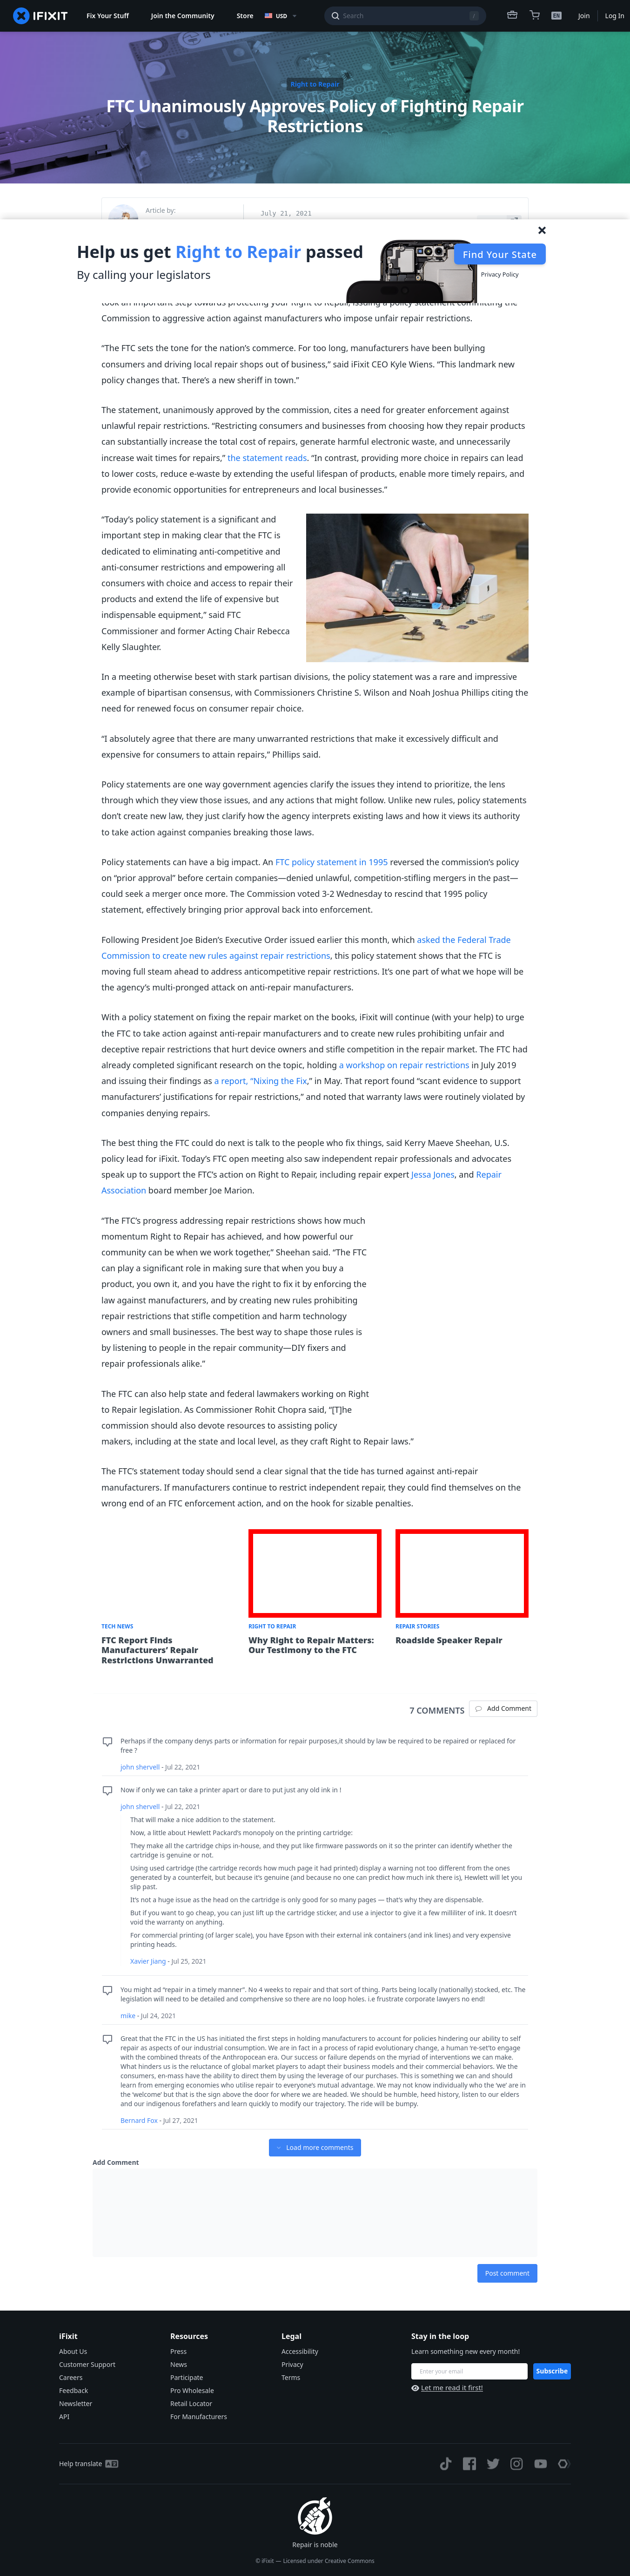 IFIXIT
Fix Your Stuff
Join the Community
Store
USD
Search
/
EN
Join
Log In
Right to Repair
FTC Unanimously Approves Policy of Fighting Repair
Restrictions
Article by:
July 21, 2021
Help us get Right to Repair passed
By calling your legislators
Find Your State
Privacy Policy
took an important step towards protecting your Right to Repair, issuing a policy statement committing the
Commission to aggressive action against manufacturers who impose unfair repair restrictions.
“The FTC sets the tone for the nation’s commerce. For too long, manufacturers have been bullying
consumers and driving local repair shops out of business,” said iFixit CEO Kyle Wiens. “This landmark new
policy changes that. There’s a new sheriff in town.”
The statement, unanimously approved by the commission, cites a need for greater enforcement against
unlawful repair restrictions. “Restricting consumers and businesses from choosing how they repair products
can substantially increase the total cost of repairs, generate harmful electronic waste, and unnecessarily
increase wait times for repairs,” the statement reads. “In contrast, providing more choice in repairs can lead
to lower costs, reduce e-waste by extending the useful lifespan of products, enable more timely repairs, and
provide economic opportunities for entrepreneurs and local businesses.”
“Today’s policy statement is a significant and
important step in making clear that the FTC is
dedicated to eliminating anti-competitive and
anti-consumer restrictions and empowering all
consumers with choice and access to repair their
products and extend the life of expensive but
indispensable equipment,” said FTC
Commissioner and former Acting Chair Rebecca
Kelly Slaughter.
In a meeting otherwise beset with stark partisan divisions, the policy statement was a rare and impressive
example of bipartisan consensus, with Commissioners Christine S. Wilson and Noah Joshua Phillips citing the
need for renewed focus on consumer repair choice.
“I absolutely agree that there are many unwarranted restrictions that make it excessively difficult and
expensive for consumers to attain repairs,” Phillips said.
Policy statements are one way government agencies clarify the issues they intend to prioritize, the lens
through which they view those issues, and any actions that might follow. Unlike new rules, policy statements
don’t create new law, they just clarify how the agency interprets existing laws and how it views its authority
to take action against companies breaking those laws.
Policy statements can have a big impact. An FTC policy statement in 1995 reversed the commission’s policy
on “prior approval” before certain companies—denied unlawful, competition-stifling mergers in the past—
could seek a merger once more. The Commission voted 3-2 Wednesday to rescind that 1995 policy
statement, effectively bringing prior approval back into enforcement.
Following President Joe Biden’s Executive Order issued earlier this month, which asked the Federal Trade
Commission to create new rules against repair restrictions, this policy statement shows that the FTC is
moving full steam ahead to address anticompetitive repair restrictions. It’s one part of what we hope will be
the agency’s multi-pronged attack on anti-repair manufacturers.
With a policy statement on fixing the repair market on the books, iFixit will continue (with your help) to urge
the FTC to take action against anti-repair manufacturers and to create new rules prohibiting unfair and
deceptive repair restrictions that hurt device owners and stifle competition in the repair market. The FTC had
already completed significant research on the topic, holding a workshop on repair restrictions in July 2019
and issuing their findings as a report, “Nixing the Fix,” in May. That report found “scant evidence to support
manufacturers’ justifications for repair restrictions,” and noted that warranty laws were routinely violated by
companies denying repairs.
The best thing the FTC could do next is talk to the people who fix things, said Kerry Maeve Sheehan, U.S.
policy lead for iFixit. Today’s FTC open meeting also saw independent repair professionals and advocates
speak up to support the FTC’s action on Right to Repair, including repair expert Jessa Jones, and Repair
Association board member Joe Marion.
“The FTC’s progress addressing repair restrictions shows how much
momentum Right to Repair has achieved, and how powerful our
community can be when we work together,” Sheehan said. “The FTC
can play a significant role in making sure that when you buy a
product, you own it, and you have the right to fix it by enforcing the
law against manufacturers, and by creating new rules prohibiting
repair restrictions that stifle competition and harm technology
owners and small businesses. The best way to shape those rules is
by listening to people in the repair community—DIY fixers and
repair professionals alike.”
The FTC can also help state and federal lawmakers working on Right
to Repair legislation. As Commissioner Rohit Chopra said, “[T]he
commission should also devote resources to assisting policy
makers, including at the state and local level, as they craft Right to Repair laws.”
The FTC’s statement today should send a clear signal that the tide has turned against anti-repair
manufacturers. If manufacturers continue to restrict independent repair, they could find themselves on the
wrong end of an FTC enforcement action, and on the hook for sizable penalties.
TECH NEWS
FTC Report Finds
Manufacturers’ Repair
Restrictions Unwarranted
RIGHT TO REPAIR
Why Right to Repair Matters:
Our Testimony to the FTC
REPAIR STORIES
Roadside Speaker Repair
7 COMMENTS
Add Comment
Perhaps if the company denys parts or information for repair purposes,it should by law be required to be repaired or replaced for
free ?
john shervell - Jul 22, 2021
Now if only we can take a printer apart or dare to put just any old ink in !
john shervell - Jul 22, 2021
That will make a nice addition to the statement.
Now, a little about Hewlett Packard’s monopoly on the printing cartridge:
They make all the cartridge chips in-house, and they put like firmware passwords on it so the printer can identify whether the
cartridge is genuine or not.
Using used cartridge (the cartridge records how much page it had printed) display a warning not too different from the ones
generated by a counterfeit, but because it’s genuine (and because no one can predict how much ink there is), Hewlett will let you
slip past.
It’s not a huge issue as the head on the cartridge is only good for so many pages — that’s why they are dispensable.
But if you want to go cheap, you can just lift up the cartridge sticker, and use a injector to give it a few milliliter of ink. It doesn’t
void the warranty on anything.
For commercial printing (of larger scale), you have Epson with their external ink containers (and ink lines) and very expensive
printing heads.
Xavier Jiang - Jul 25, 2021
You might ad “repair in a timely manner”. No 4 weeks to repair and that sort of thing. Parts being locally (nationally) stocked, etc. The
legislation will need to be detailed and comprhensive so there are no loop holes. i.e frustrate corporate lawyers no end!
mike - Jul 24, 2021
Great that the FTC in the US has initiated the first steps in holding manufacturers to account for policies hindering our ability to self
repair as aspects of our industrial consumption. We are in fact in a process of rapid evolutionary change, a human ‘re-set’to engage
with the combined threats of the Anthropocean era. Our success or failure depends on the myriad of interventions we can make.
What hinders us is the reluctance of global market players to adapt their business models and their commercial behaviors. We the
consumers, en-mass have the ability to direct them by using the leverage of our purchases. This is something we can and should
learn from emerging economies who utilise repair to everyone’s mutual advantage. We may not know individually who the ‘we’ are in
the ‘welcome’ but that is the sign above the door for where we are headed. We should be humble, heed history, listen to our elders
and our indigenous forefathers and learn quickly to modify our trajectory. The ride will be bumpy.
Bernard Fox - Jul 27, 2021
Load more comments
Add Comment
Post comment
iFixit
About Us
Customer Support
Careers
Feedback
Newsletter
API
Resources
Press
News
Participate
Pro Wholesale
Retail Locator
For Manufacturers
Legal
Accessibility
Privacy
Terms
Stay in the loop
Learn something new every month!
Enter your email
Subscribe
Let me read it first!
Help translate
Repair is noble
© iFixit — Licensed under Creative Commons